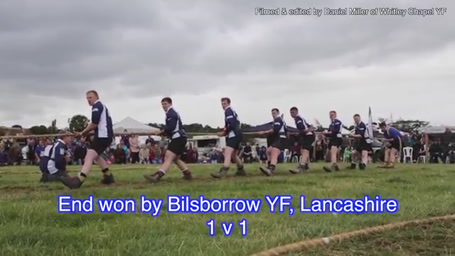 Filmed & edited by Daniel Miller of Whitley Chapel YF
End won by Bilsborrow YF, Lancashire
1 v 1